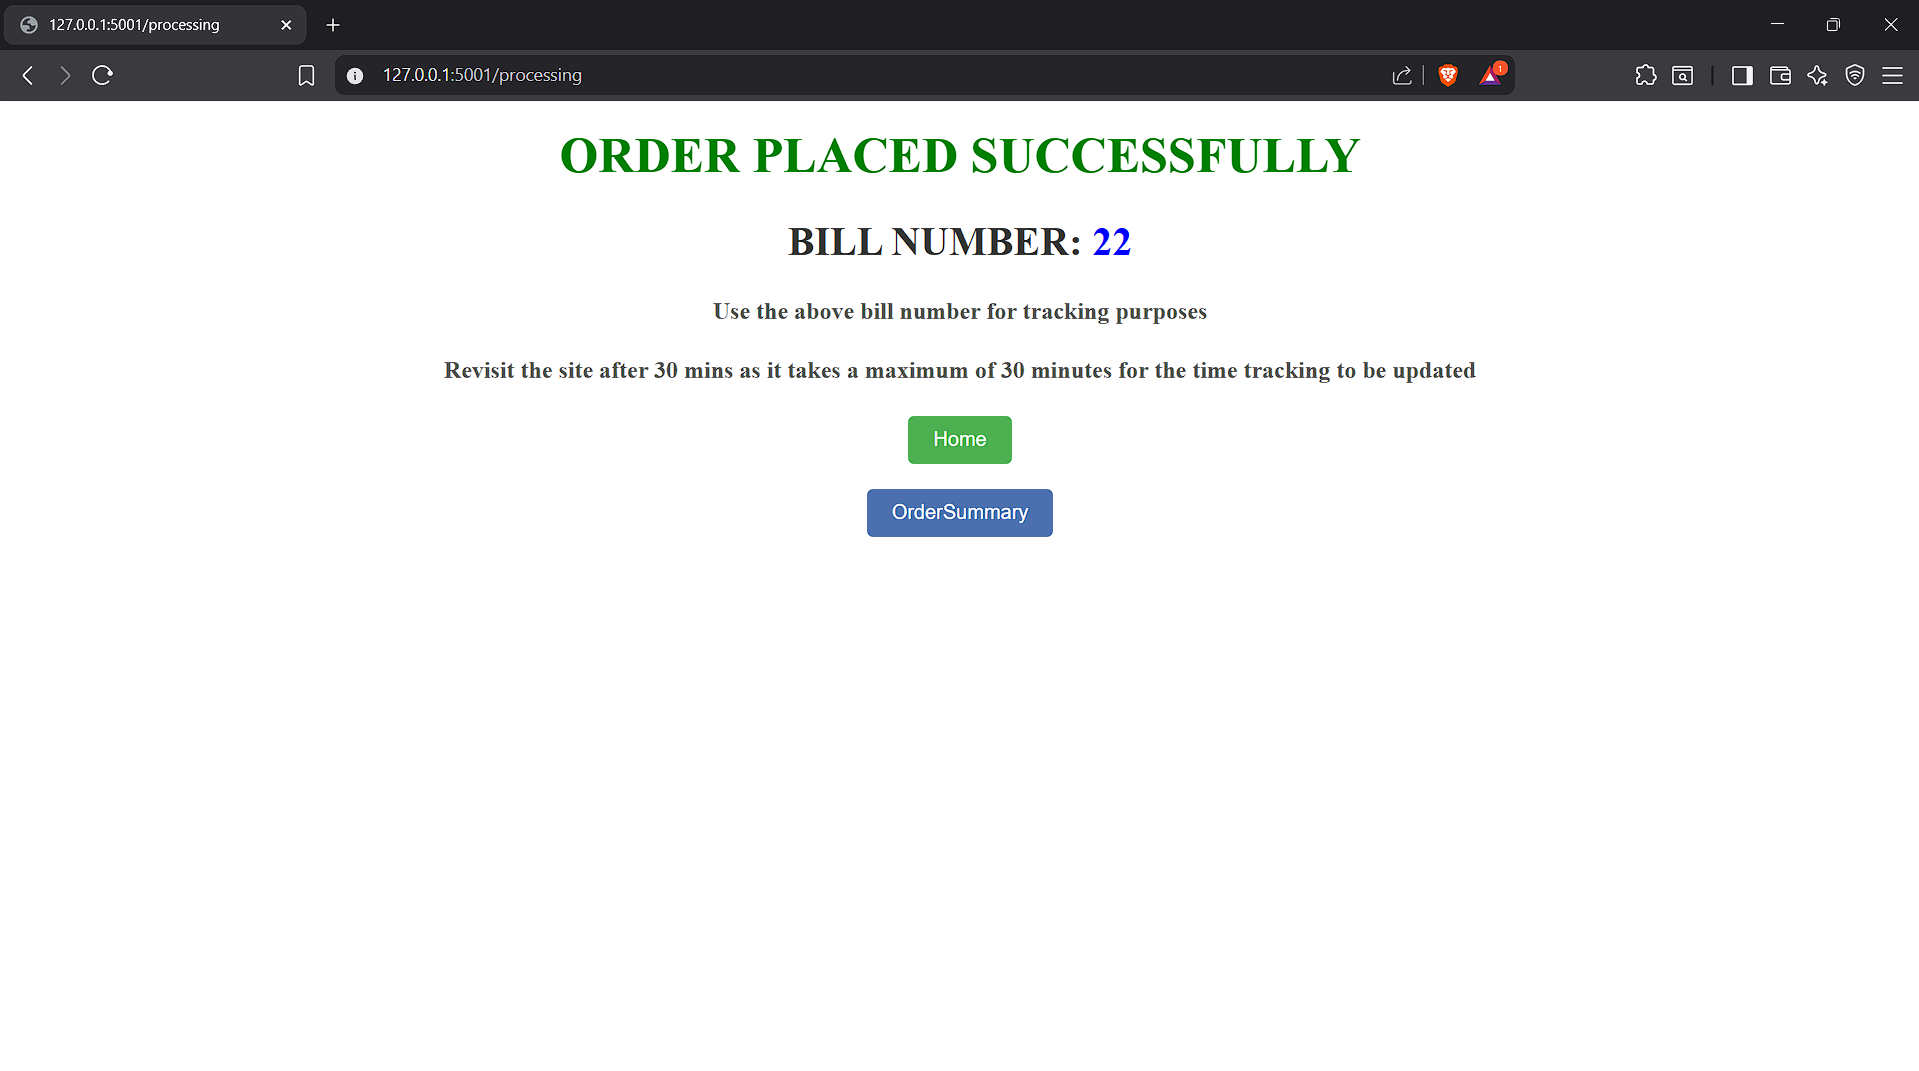 127.0.0.1:5001/processing
127.0.0.1:5001/processing
1
ORDER PLACED SUCCESSFULLY
BILL NUMBER: 22
Use the above bill number for tracking purposes
Revisit the site after 30 mins as it takes a maximum of 30 minutes for the time tracking to be updated
Home
OrderSummary